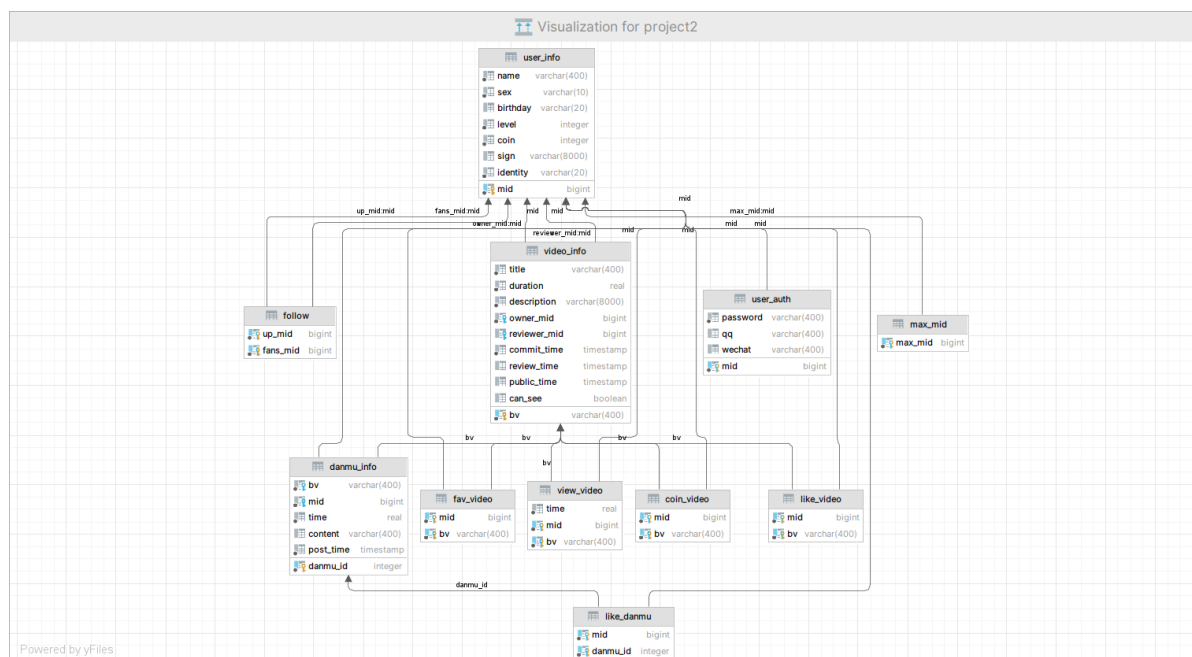 Visualization for project2
user_info
name varchar(400)
sex varchar(10)
birthday varchar(20)
level integer
coin integer
sign varchar(8000)
identity varchar(20)
mid bigint
mid
up_mid:mid
fans_mid:mid
mid
mid
max_mid:mid
owner_mid:mid
mid
mid
mid
mid
reviewer_mid:mid
video_info
title varchar(400)
duration real
description varchar(8000)
owner_mid bigint
reviewer_mid bigint
commit_time timestamp
review_time timestamp
public_time timestamp
can_see boolean
bv varchar(400)
user_auth
password varchar(400)
qq varchar(400)
wechat varchar(400)
mid bigint
follow
up_mid bigint
fans_mid bigint
max_mid
max_mid bigint
bv
bv
bv
bv
bv
danmu_info
bv varchar(400)
mid bigint
time real
content varchar(400)
post_time timestamp
danmu_id integer
fav_video
mid bigint
bv varchar(400)
view_video
time real
mid bigint
bv varchar(400)
coin_video
mid bigint
bv varchar(400)
like_video
mid bigint
bv varchar(400)
danmu_id
like_danmu
mid bigint
danmu_id integer
Powered by yFiles